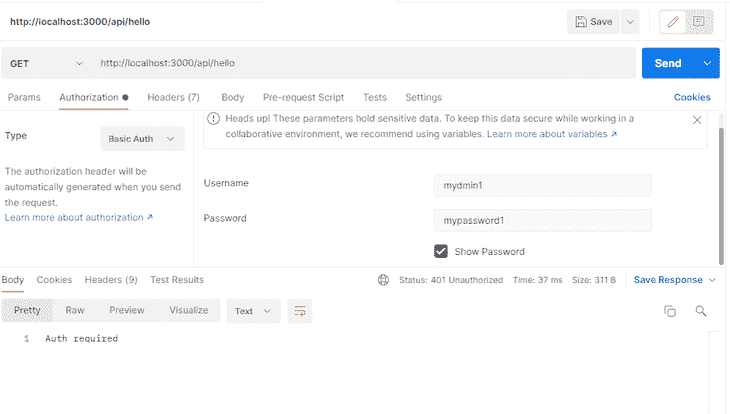 http://iocalhost:3000/api/hello
Save
GET
http://localhost:3000/api/hello
Send
Params Authorization Headers (7) Body Pre-request Script Tests Settings Cookies
Type Basic Auth
Heads up! These parameters hold sensitive data. To keep this data secure while working in a
collaborative environment, we recommend using variables. Learn more about variables ↗
The authorization header will be
automatically generated when you send
the request.
Learn more about authorization ↗
Username mydmin1
Password mypassword1
Show Password
Body Cookies Headers (9) Test Results Status: 401 Unauthorized Time: 37 ms Size: 311 B Save Response
Pretty Raw Preview Visualize Text
1 Auth required